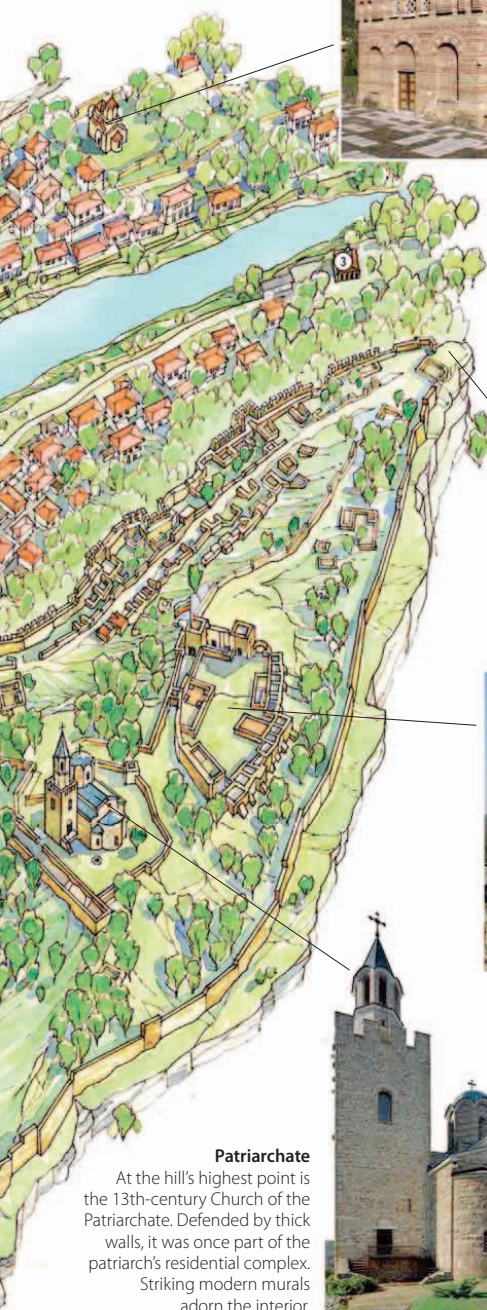 3
Patriarchate
At the hill's highest point is
the 13th-century Church of the
Patriarchate. Defended by thick
walls, it was once part of the
patriarch's residential complex.
Striking modern murals
adorn the interior.